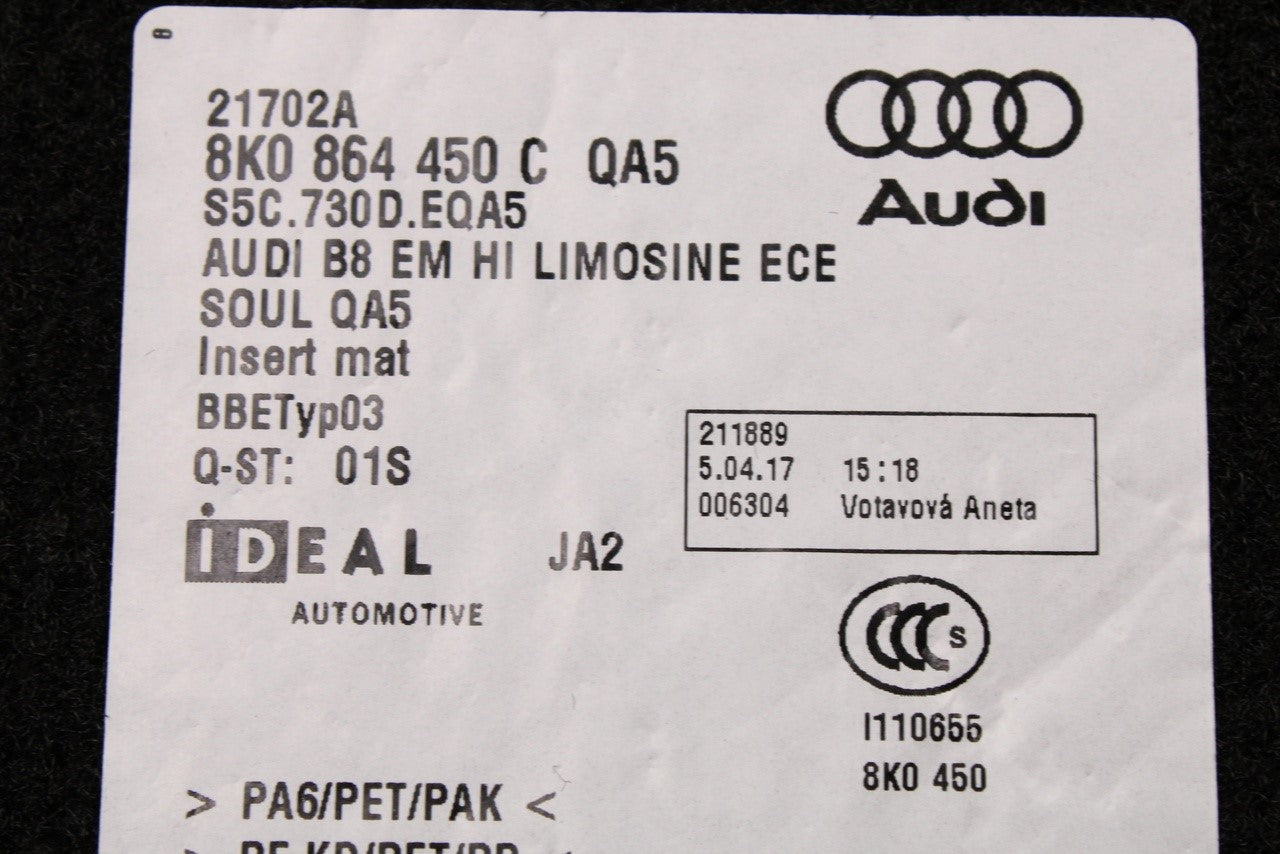 8
21702A
8K0 864 450 C QA5
S5C.730D.EQA5
AUDI B8 EM HI LIMOSINE ECE
SOUL QA5
Insert mat
BBETyp03
Q-ST: 01S
Audi
211889
5.04.17 15:18
006304 Votavová Aneta
iDEAL
AUTOMOTIVE
JA2
CCC S
I110655
8K0 450
> PA6/PET/PAK <